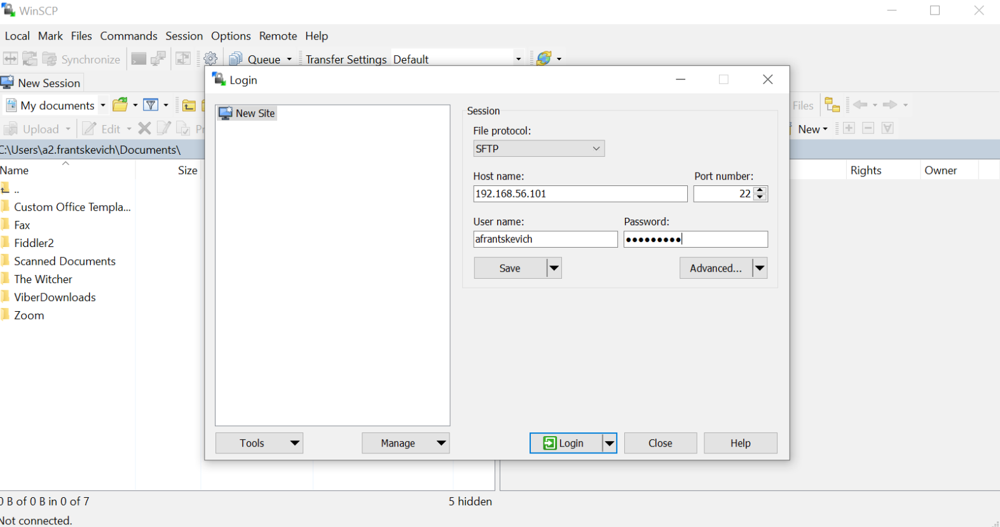 WinSCP
Local Mark Files Commands Session Options Remote Help
Synchronize Queue Transfer Settings Default
New Session
My documents
Upload Edit
C:\Users\a2.frantskevich\Documents\
Name Size
..
Custom Office Templa...
Fax
Fiddler2
Scanned Documents
The Witcher
ViberDownloads
Zoom
Login
New Site
Session
File protocol:
SFTP
Host name: Port number:
192.168.56.101 22
User name: Password:
afrantskevich ●●●●●●●●●
Save Advanced...
Tools Manage Login Close Help
Files
New
Rights Owner
0 B of 0 B in 0 of 7 5 hidden
Not connected.